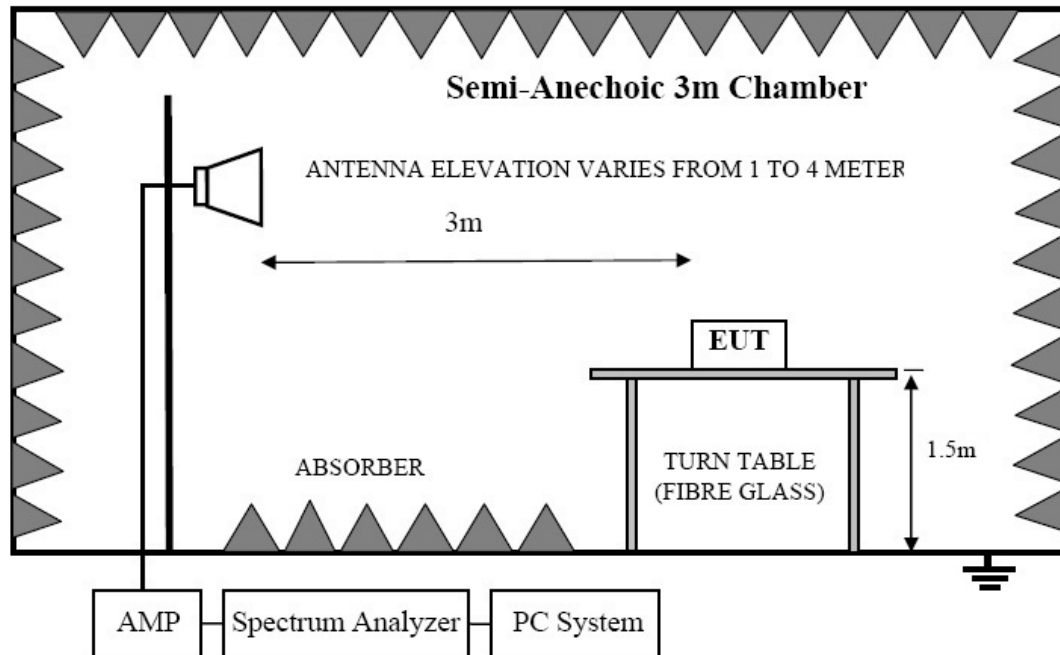 Semi-Anechoic 3m Chamber
ANTENNA ELEVATION VARIES FROM 1 TO 4 METER
3m
EUT
ABSORBER
TURN TABLE
(FIBRE GLASS)
1.5m
AMP
Spectrum Analyzer
PC System